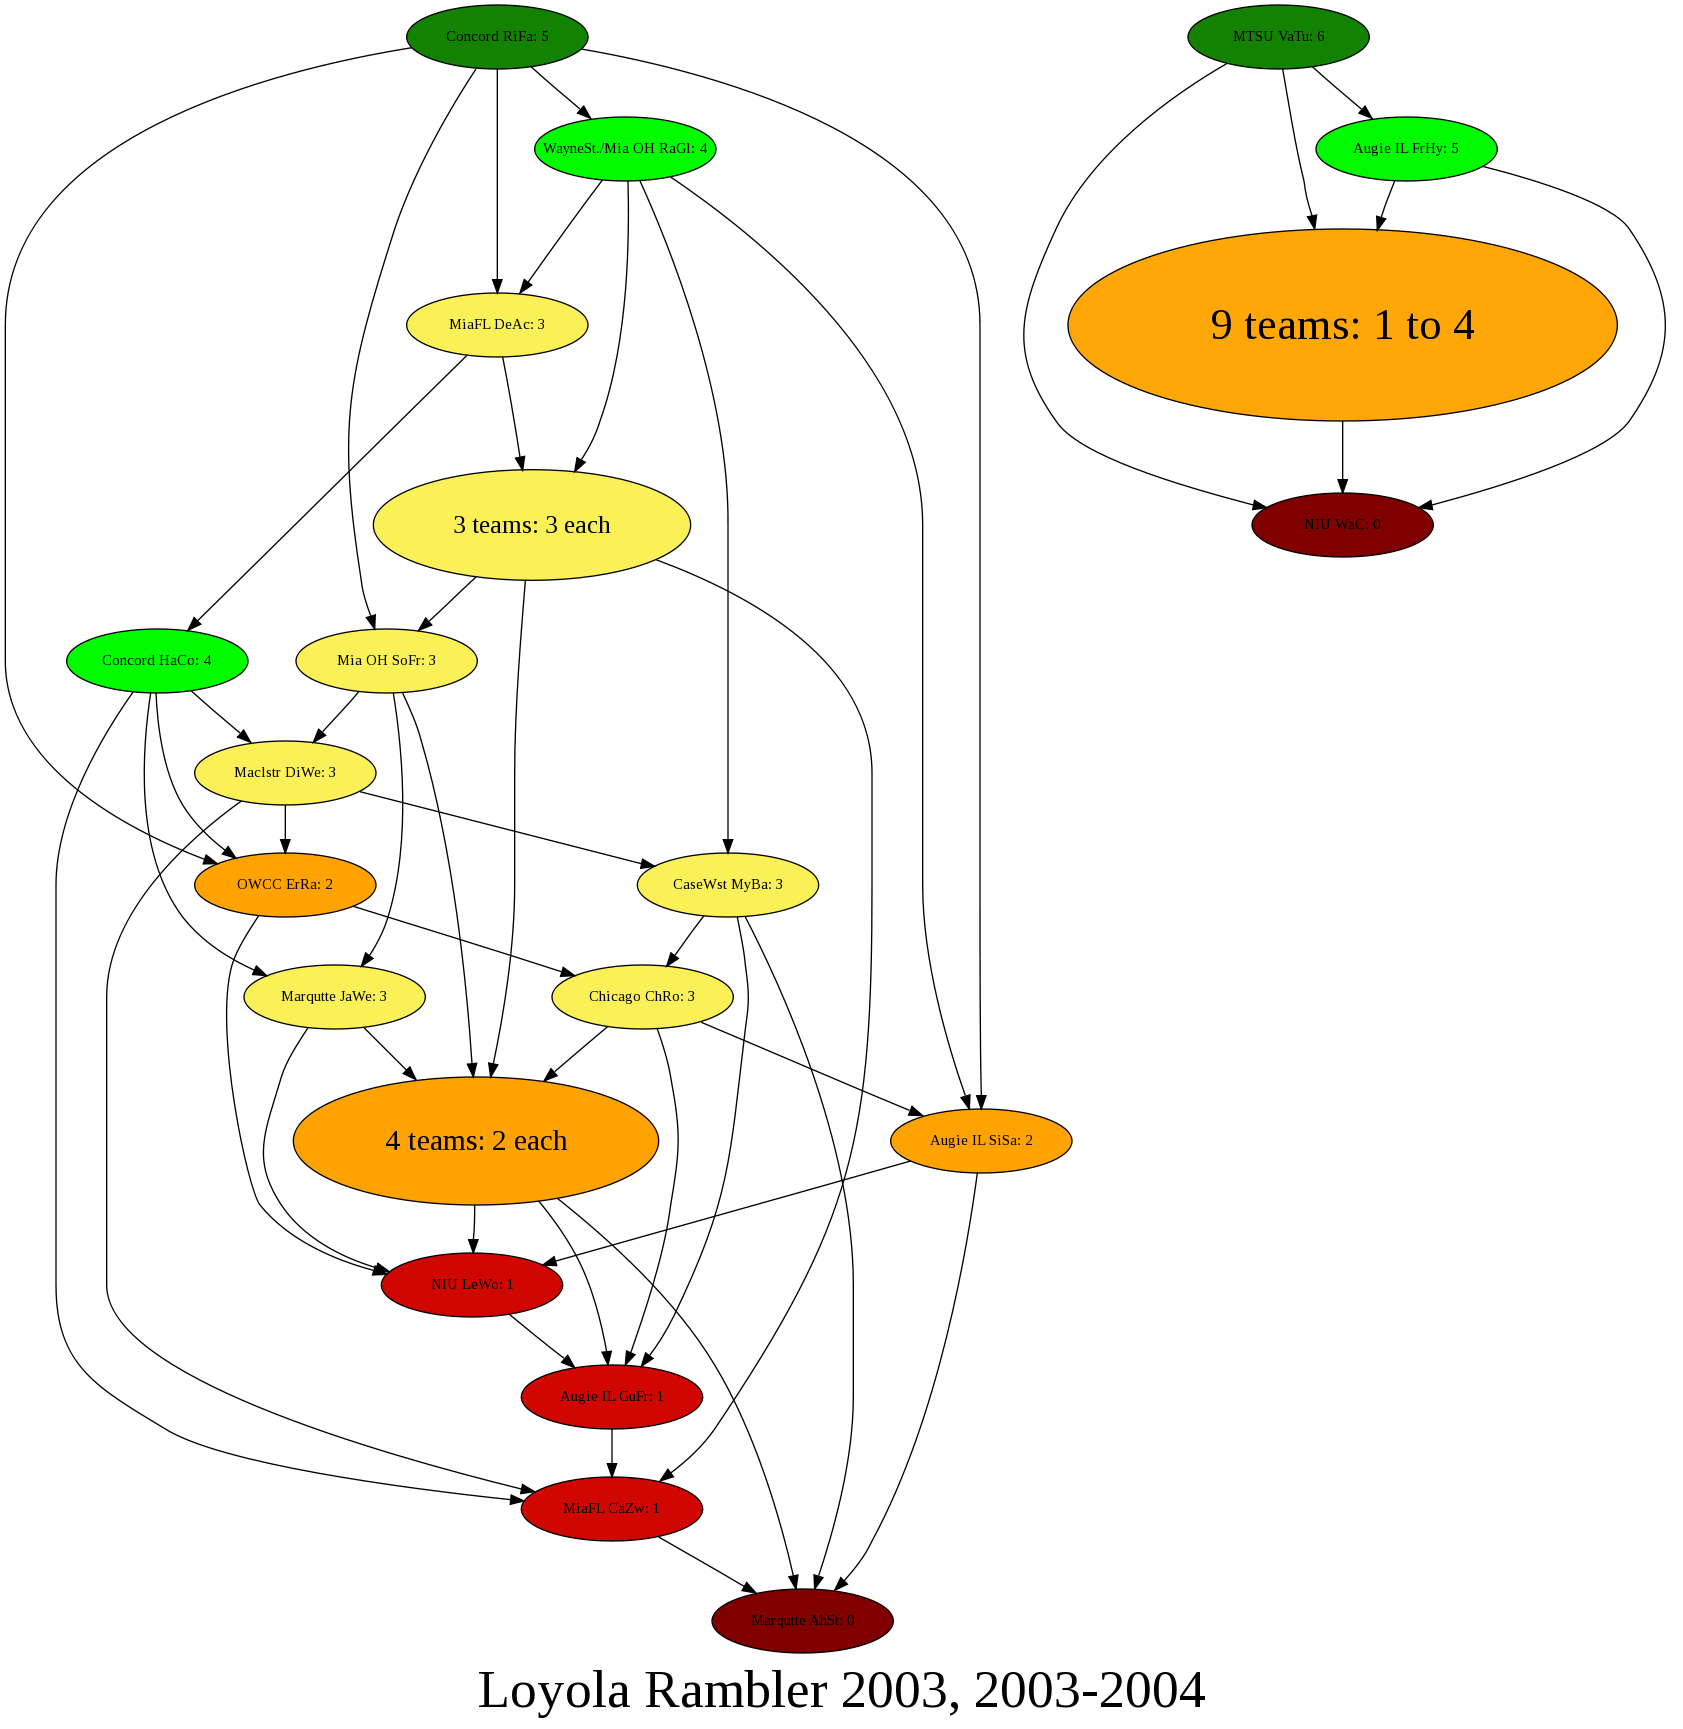 Concord RiFa: 5
MTSU VaTu: 6
WayneSt./Mia OH RaGl: 4
Augie IL FrHy: 5
MiaFL DeAc: 3
9 teams: 1 to 4
3 teams: 3 each
NIU WaC: 0
Concord HaCo: 4
Mia OH SoFr: 3
Maclstr DiWe: 3
OWCC ErRa: 2
CaseWst MyBa: 3
Marqutte JaWe: 3
Chicago ChRo: 3
4 teams: 2 each
Augie IL SiSa: 2
NIU LeWo: 1
Augie IL GuFr: 1
MiaFL CaZw: 1
Marqutte AhSt: 0
Loyola Rambler 2003, 2003-2004